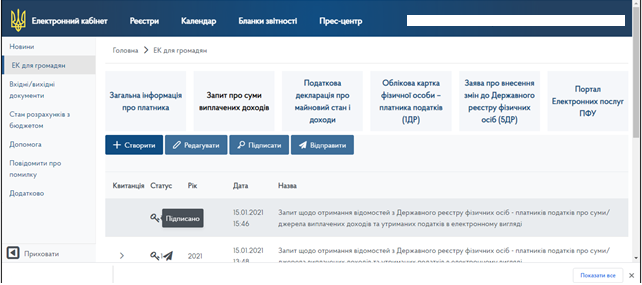 Електронний кабінет Реєстри Календар Бланки звітності Прес-центр
Новини
ЕК для громадян
Вхідні/вихідні
документи
Стан розрахунків з
бюджетом
Допомога
Повідомити про
помилку
Додатково
Приховати
Головна > ЕК для громадян
Загальна інформація
про платника
Запит про суми
виплачених доходів
Податкова
декларація про
майновий стан і
доходи
Облікова картка
фізичної особи –
платника податків
(1ДР)
Заява про внесення
змін до Державного
реєстру фізичних
осіб (5ДР)
Портал
Електронних послуг
ПФУ
+ Створити Редагувати Підписати Відправити
Квитанція Статус Рік Дата Назва
Підписано
15.01.2021
15:46
Запит щодо отримання відомостей з Державного реєстру фізичних осіб - платників податків про суми/
джерела виплачених доходів та утриманих податків в електронному вигляді
2021
15.01.2021
13:48
Запит щодо отримання відомостей з Державного реєстру фізичних осіб - платників податків про суми/
джерела виплачених доходів та утриманих податків в електронному вигляді
Показати все